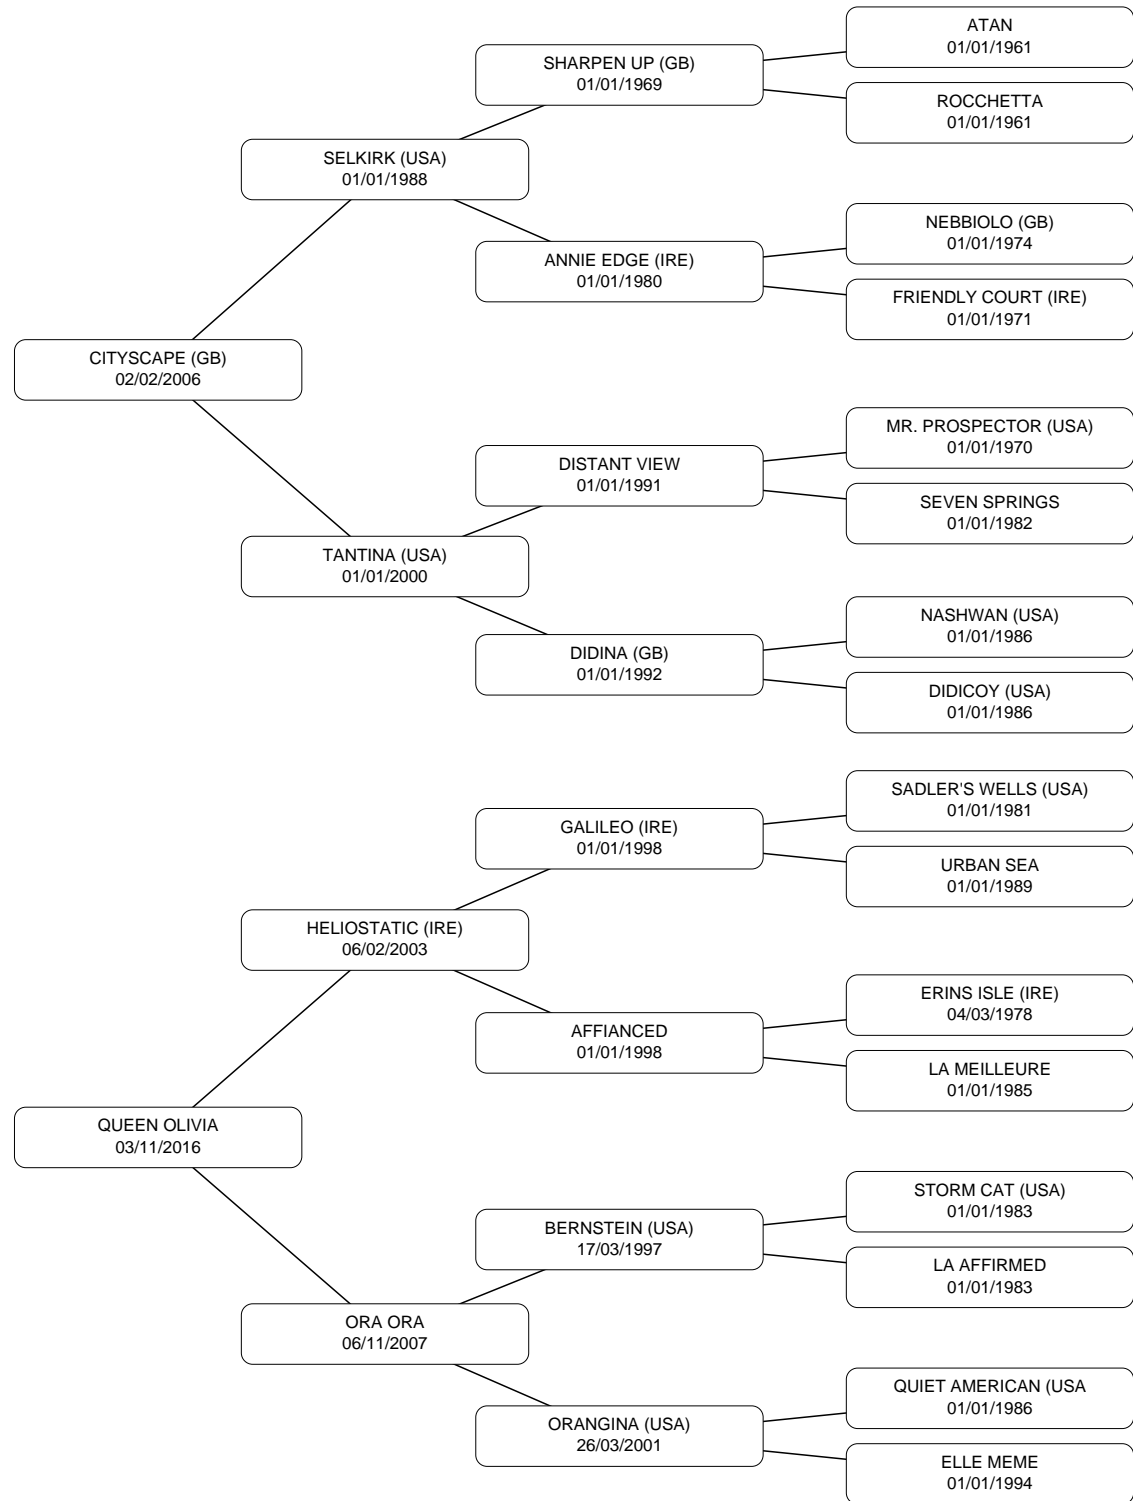 ATAN
01/01/1961
SHARPEN UP (GB)
01/01/1969
ROCCHETTA
01/01/1961
SELKIRK (USA)
01/01/1988
NEBBIOLO (GB)
01/01/1974
ANNIE EDGE (IRE)
01/01/1980
FRIENDLY COURT (IRE)
01/01/1971
CITYSCAPE (GB)
02/02/2006
MR. PROSPECTOR (USA)
01/01/1970
DISTANT VIEW
01/01/1991
SEVEN SPRINGS
01/01/1982
TANTINA (USA)
01/01/2000
NASHWAN (USA)
01/01/1986
DIDINA (GB)
01/01/1992
DIDICOY (USA)
01/01/1986
SADLER'S WELLS (USA)
01/01/1981
GALILEO (IRE)
01/01/1998
URBAN SEA
01/01/1989
HELIOSTATIC (IRE)
06/02/2003
ERINS ISLE (IRE)
04/03/1978
AFFIANCED
01/01/1998
LA MEILLEURE
01/01/1985
QUEEN OLIVIA
03/11/2016
STORM CAT (USA)
01/01/1983
BERNSTEIN (USA)
17/03/1997
LA AFFIRMED
01/01/1983
ORA ORA
06/11/2007
QUIET AMERICAN (USA
01/01/1986
ORANGINA (USA)
26/03/2001
ELLE MEME
01/01/1994